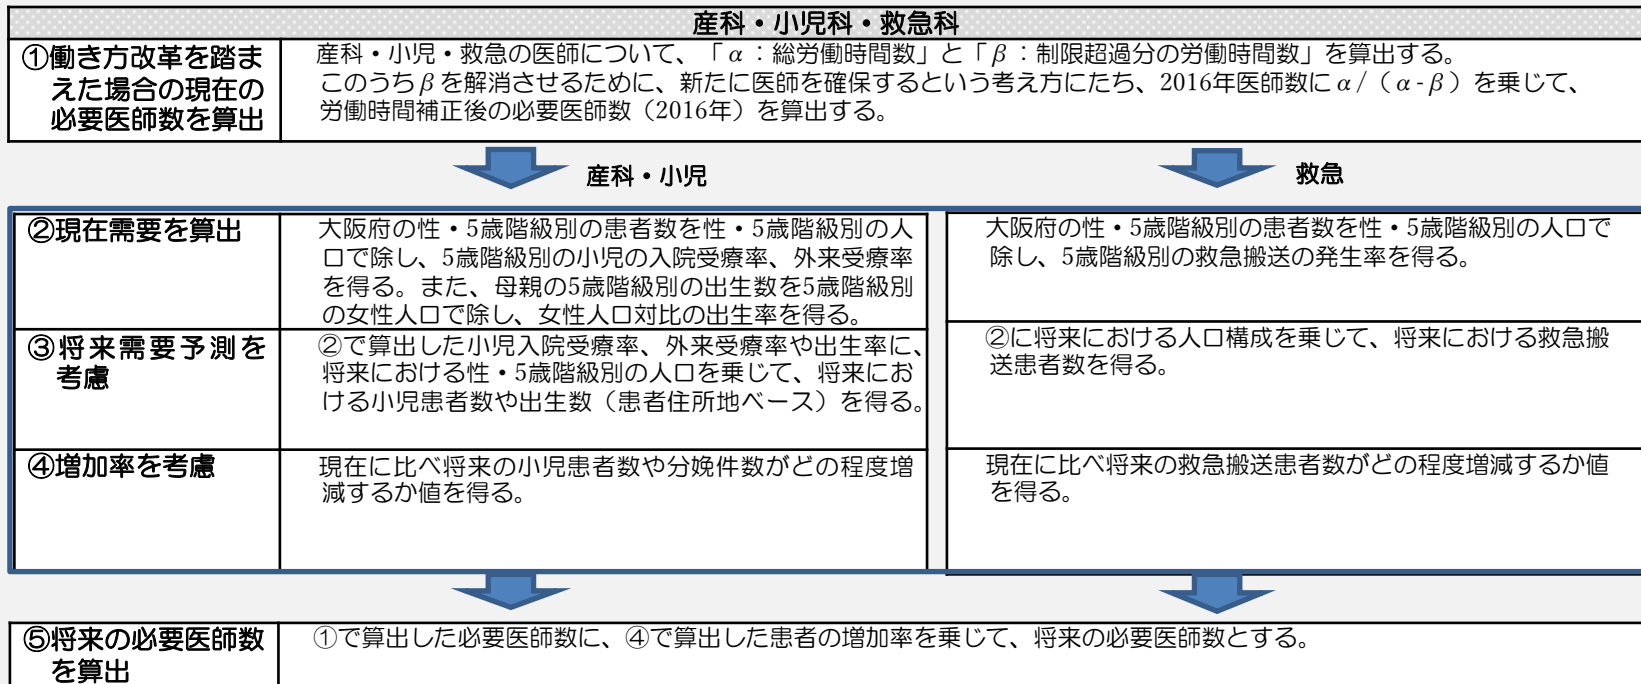 産科・小児科・救急科
①働き方改革を踏ま
えた場合の現在の
必要医師数を算出
産科・小児・救急の医師について、「α：総労働時間数」と「β：制限超過分の労働時間数」を算出する。
このうちβを解消させるために、新たに医師を確保するという考え方にたち、2016年医師数にα/（α-β）を乗じて、
労働時間補正後の必要医師数（2016年）を算出する。
産科・小児
救急
②現在需要を算出
大阪府の性・5歳階級別の患者数を性・5歳階級別の人
口で除し、5歳階級別の小児の入院受療率、外来受療率
を得る。また、母親の5歳階級別の出生数を5歳階級別
の女性人口で除し、女性人口対比の出生率を得る。
大阪府の性・5歳階級別の患者数を性・5歳階級別の人口で
除し、5歳階級別の救急搬送の発生率を得る。
③将来需要予測を
考慮
②で算出した小児入院受療率、外来受療率や出生率に、
将来における性・5歳階級別の人口を乗じて、将来にお
ける小児患者数や出生数（患者住所地ベース）を得る。
②に将来における人口構成を乗じて、将来における救急搬
送患者数を得る。
④増加率を考慮
現在に比べ将来の小児患者数や分娩件数がどの程度増
減するか値を得る。
現在に比べ将来の救急搬送患者数がどの程度増減するか値
を得る。
⑤将来の必要医師数
を算出
①で算出した必要医師数に、④で算出した患者の増加率を乗じて、将来の必要医師数とする。